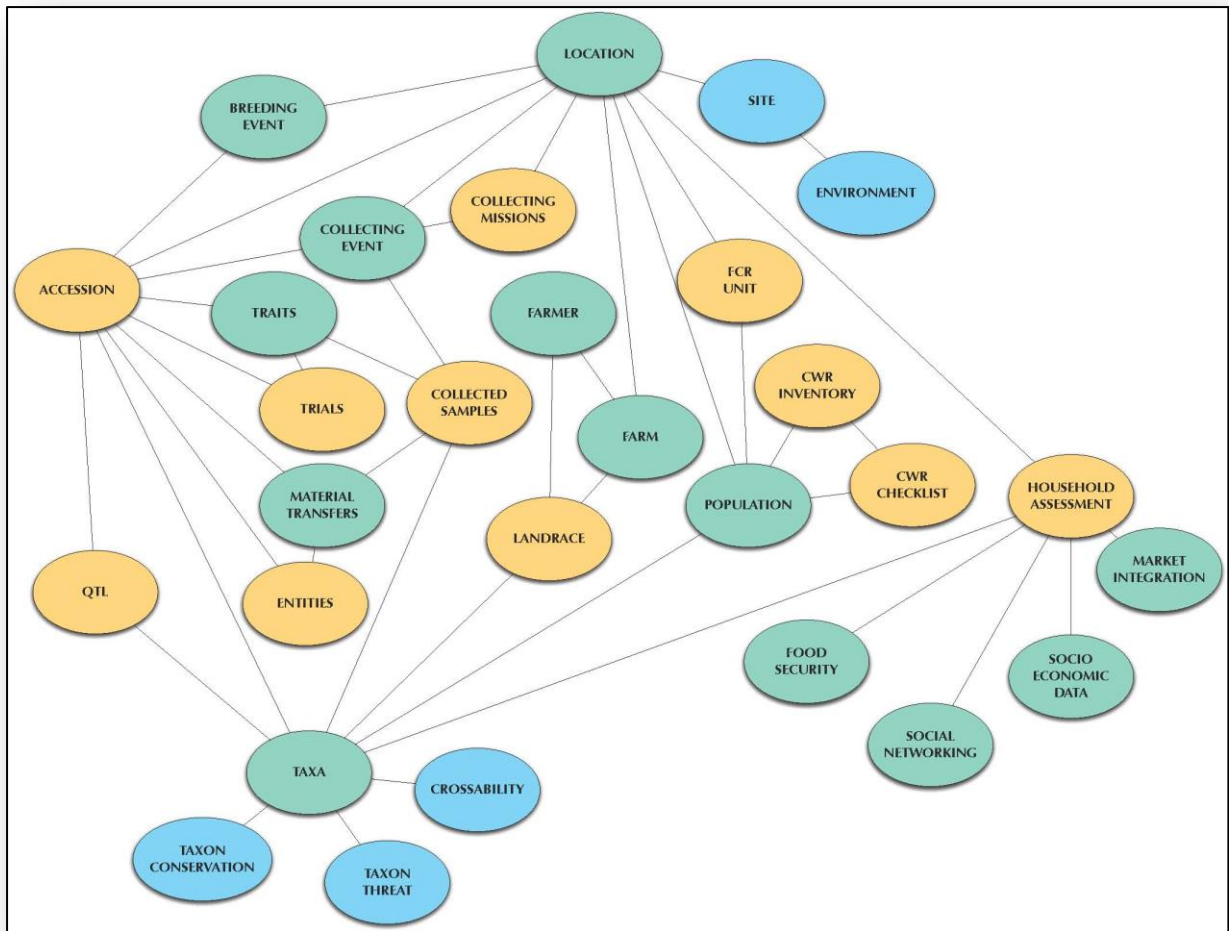 LOCATION
BREEDING
EVENT
SITE
ENVIRONMENT
COLLECTING
MISSIONS
COLLECTING
EVENT
ACCESSION
FCR
UNIT
TRAITS
FARMER
CWR
INVENTORY
TRIALS
COLLECTED
SAMPLES
FARM
CWR
CHECKLIST
HOUSEHOLD
ASSESSMENT
MATERIAL
TRANSFERS
POPULATION
LANDRACE
MARKET
INTEGRATION
QTL
ENTITIES
FOOD
SECURITY
SOCIO
ECONOMIC
DATA
SOCIAL
NETWORKING
TAXA
CROSSABILITY
TAXON
CONSERVATION
TAXON
THREAT